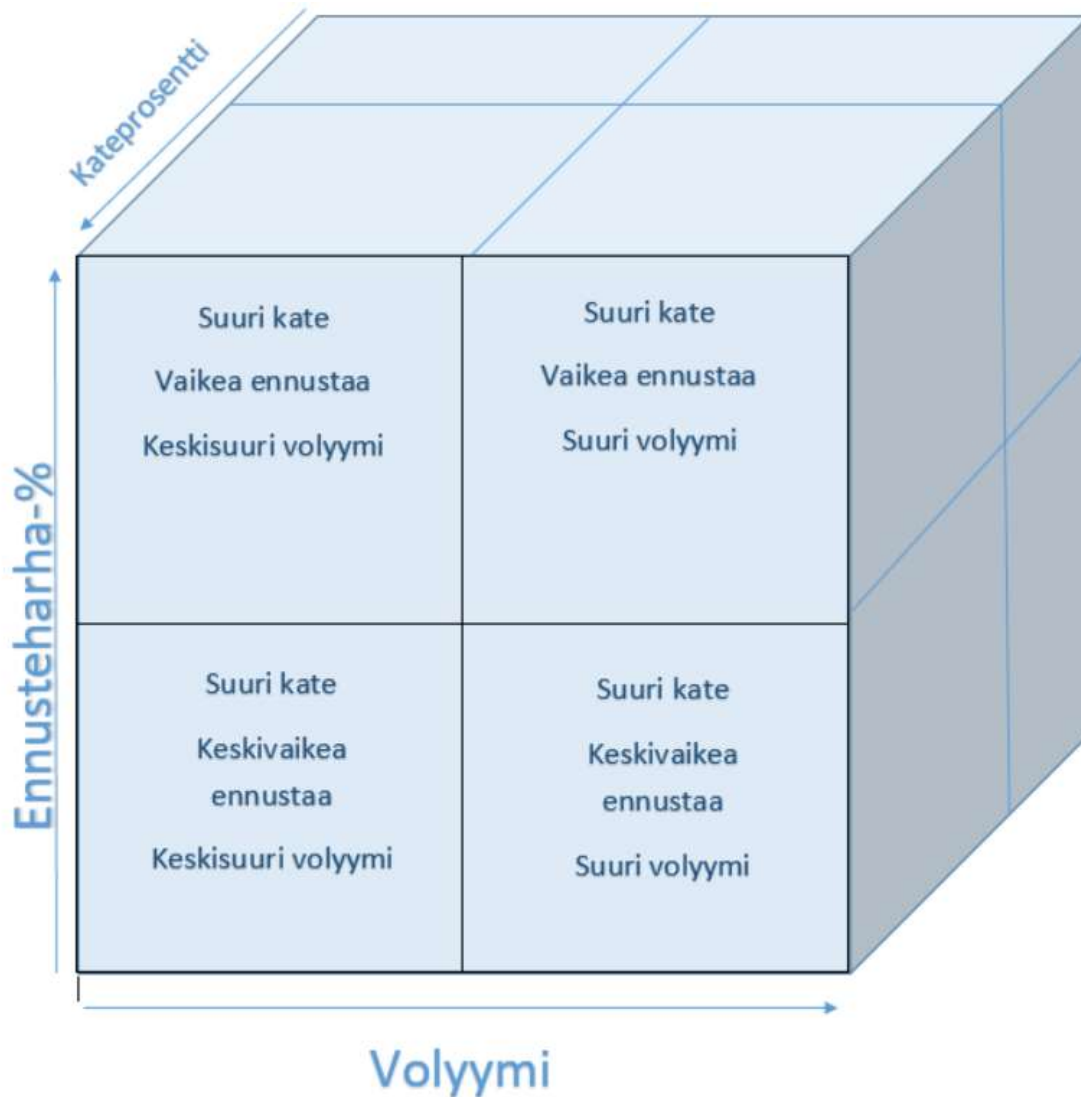 Kateprosentti
Suuri kate
Vaikea ennustaa
Keskisuuri volyymi
Suuri kate
Vaikea ennustaa
Suuri volyymi
Ennusteharha-%
Suuri kate
Keskivaikea
ennustaa
Keskisuuri volyymi
Suuri kate
Keskivaikea
ennustaa
Suuri volyymi
Volyymi